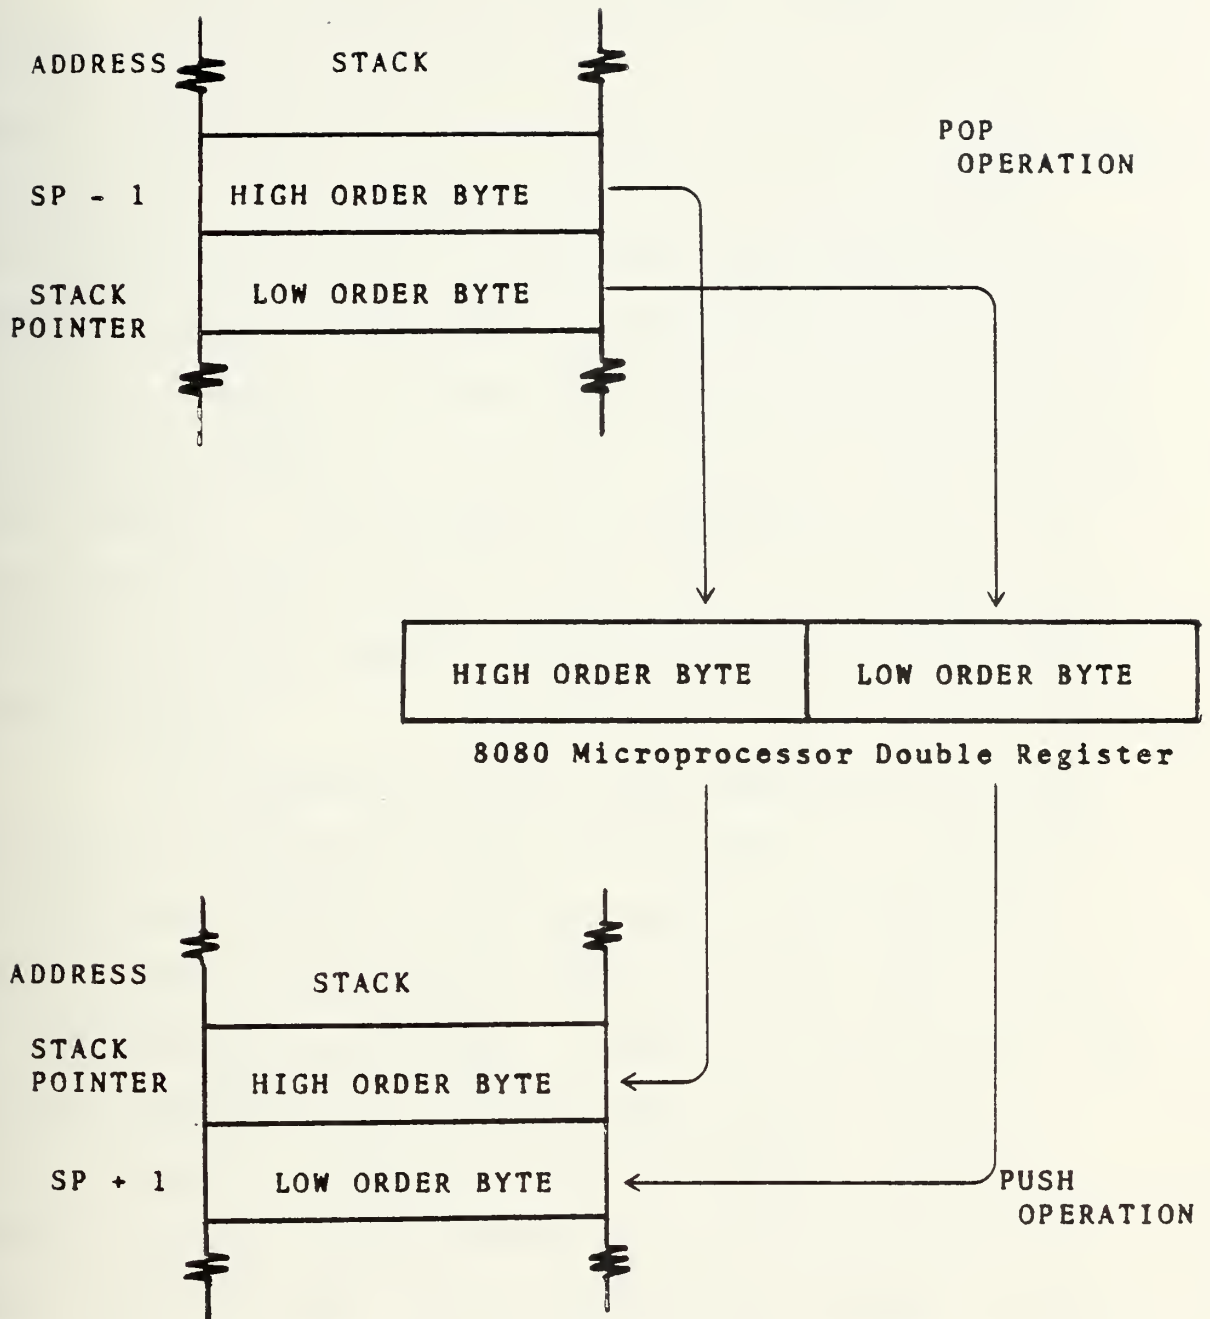 ADDRESS
STACK
POP
OPERATION
SP - 1
HIGH ORDER BYTE
STACK
POINTER
LOW ORDER BYTE
HIGH ORDER BYTE
LOW ORDER BYTE
8080 Microprocessor Double Register
ADDRESS
STACK
STACK
POINTER
HIGH ORDER BYTE
SP + 1
LOW ORDER BYTE
PUSH
OPERATION